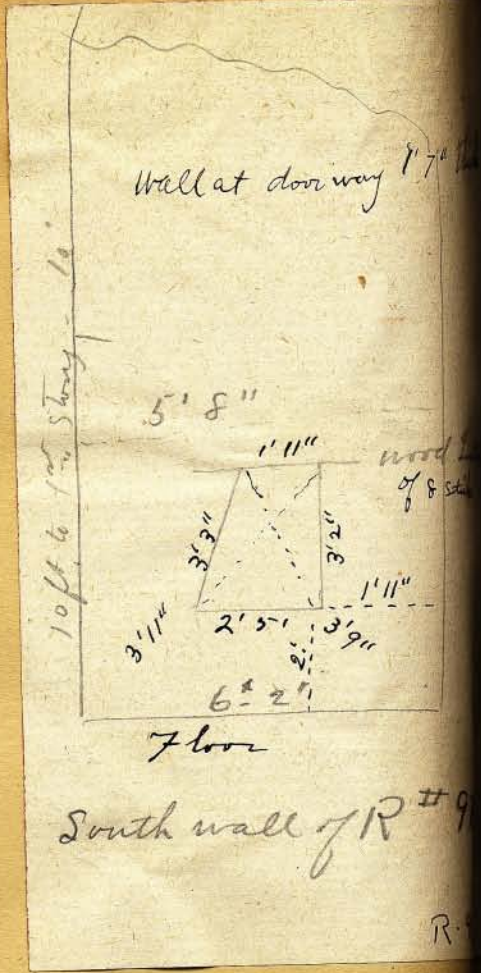 Wall at doorway 1' 7"
10 ft to 1st Story - 10"
5' 8"
1' 11"
wood
of 8
3' 3"
3' 2"
1' 11"
3' 11"
2' 5"
3' 9"
2'
6' 2"
Floor
South wall of R # 9
R.